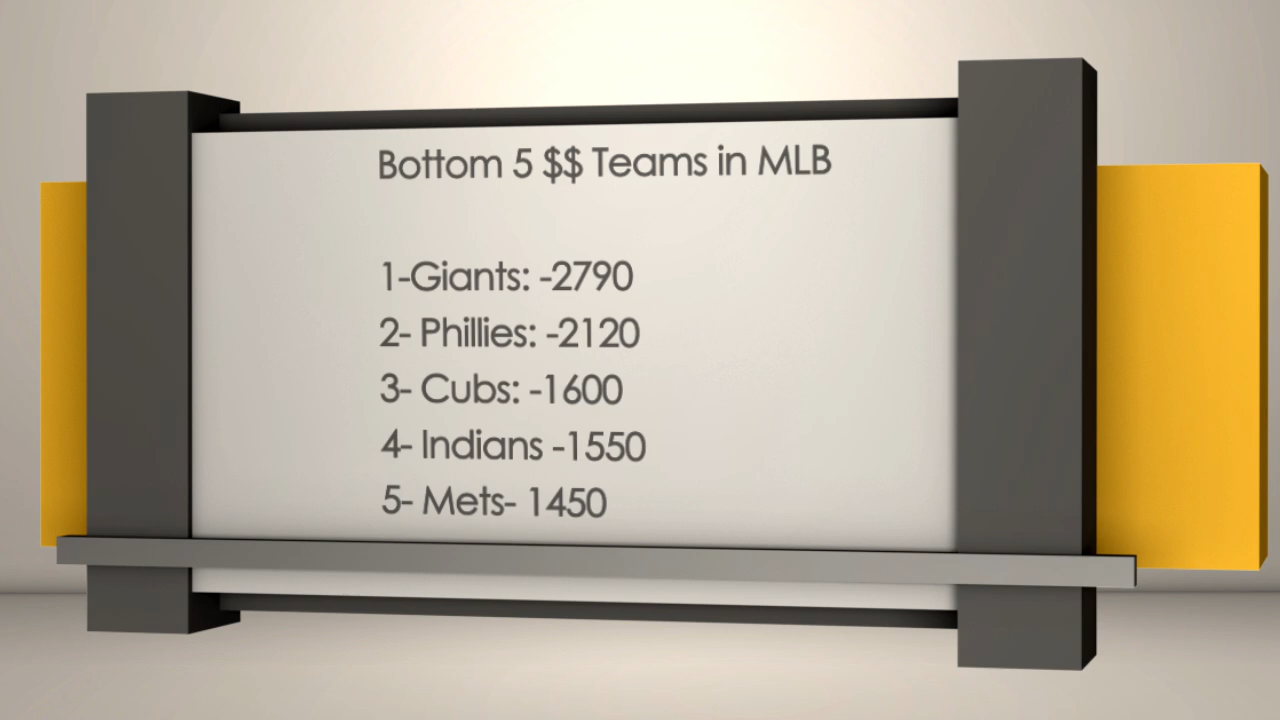 Bottom 5 $$ Teams in MLB
1-Giants: -2790
2- Phillies: -2120
3- Cubs: -1600
4- Indians -1550
5- Mets- 1450